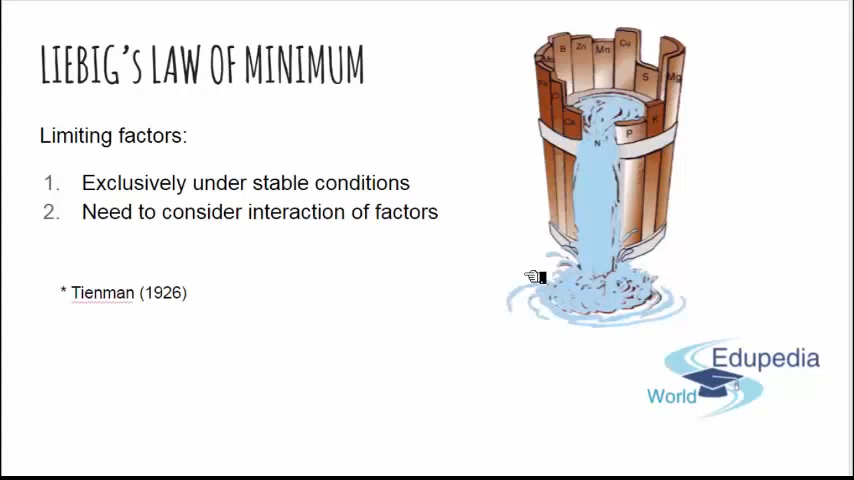 LIEBIG's LAW OF MINIMUM
Limiting factors:
1. Exclusively under stable conditions
2. Need to consider interaction of factors
* Tienman (1926)
B Zn Mn Cu
S Mg
Ca K
N P
Edupedia
World